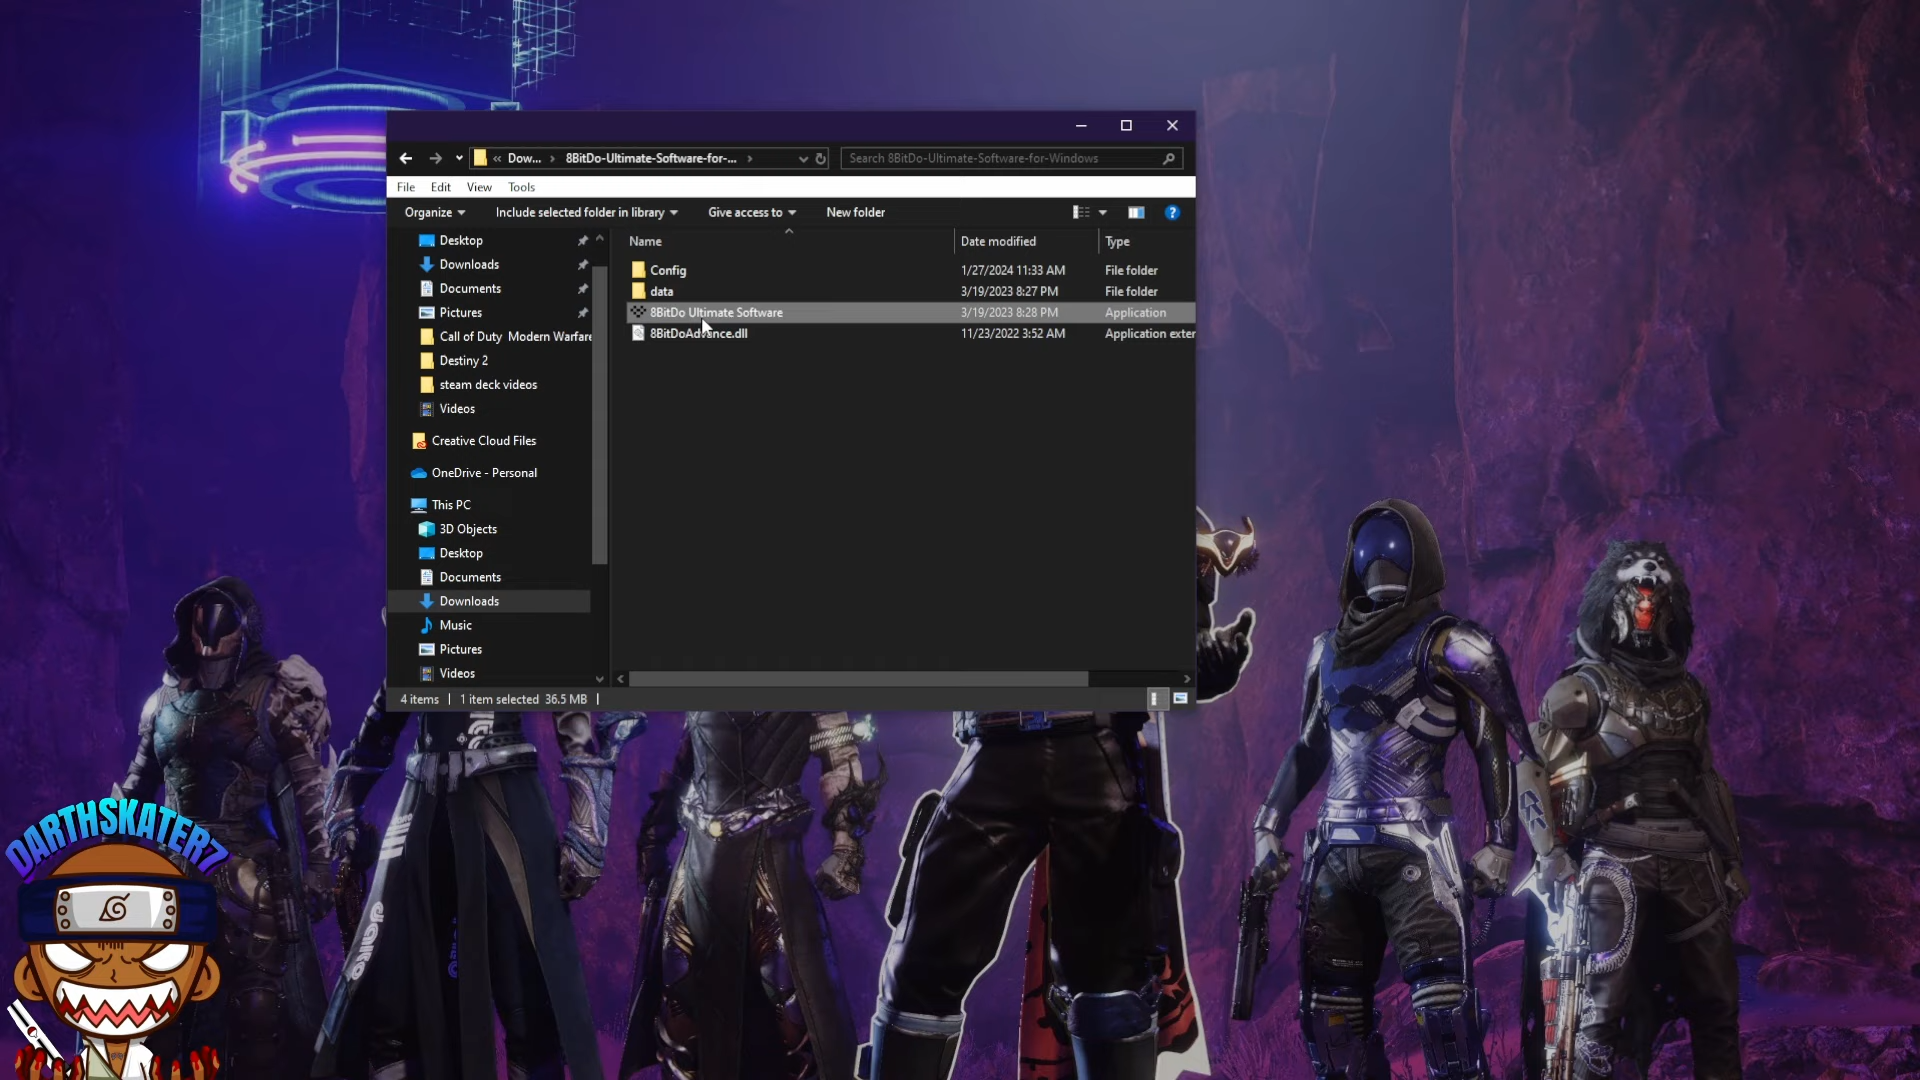 « Dow... › 8BitDo-Ultimate-Software-for-... ›
Search 8BitDo-Ultimate-Software-for-Windows
File Edit View Tools
Organize Include selected folder in library Give access to New folder ?
Name Date modified Type
Desktop
Downloads
Documents
Pictures
Call of Duty Modern Warfare
Destiny 2
steam deck videos
Videos
Creative Cloud Files
OneDrive - Personal
This PC
3D Objects
Desktop
Documents
Downloads
Music
Pictures
Videos
Config 1/27/2024 11:33 AM File folder
data 3/19/2023 8:27 PM File folder
8BitDo Ultimate Software 3/19/2023 8:28 PM Application
8BitDoAdvance.dll 11/23/2022 3:52 AM Application exter
4 items | 1 item selected 36.5 MB |
DARTHSKATER7